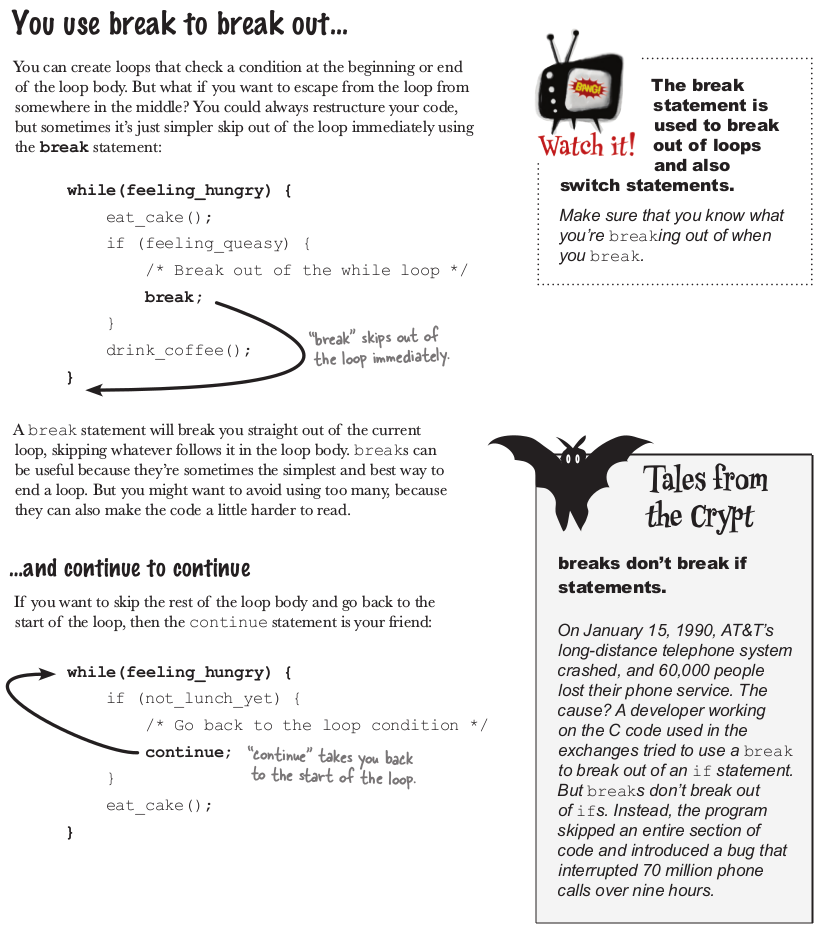 You use break to break out...
You can create loops that check a condition at the beginning or end
of the loop body. But what if you want to escape from the loop from
somewhere in the middle? You could always restructure your code,
but sometimes it’s just simpler skip out of the loop immediately using
the break statement:
while(feeling_hungry) {
eat_cake();
if (feeling_queasy) {
/* Break out of the while loop */
break;
}
drink_coffee();
}
“break” skips out of
the loop immediately.
A break statement will break you straight out of the current
loop, skipping whatever follows it in the loop body. breaks can
be useful because they’re sometimes the simplest and best way to
end a loop. But you might want to avoid using too many, because
they can also make the code a little harder to read.
...and continue to continue
If you want to skip the rest of the loop body and go back to the
start of the loop, then the continue statement is your friend:
while(feeling_hungry) {
if (not_lunch_yet) {
/* Go back to the loop condition */
continue;
}
eat_cake();
}
“continue” takes you back
to the start of the loop.
BANG!
Watch it!
The break
statement is
used to break
out of loops
and also
switch statements.
Make sure that you know what
you’re breaking out of when
you break.
Tales from
the Crypt
breaks don’t break if
statements.
On January 15, 1990, AT&T’s
long-distance telephone system
crashed, and 60,000 people
lost their phone service. The
cause? A developer working
on the C code used in the
exchanges tried to use a break
to break out of an if statement.
But breaks don’t break out
of ifs. Instead, the program
skipped an entire section of
code and introduced a bug that
interrupted 70 million phone
calls over nine hours.